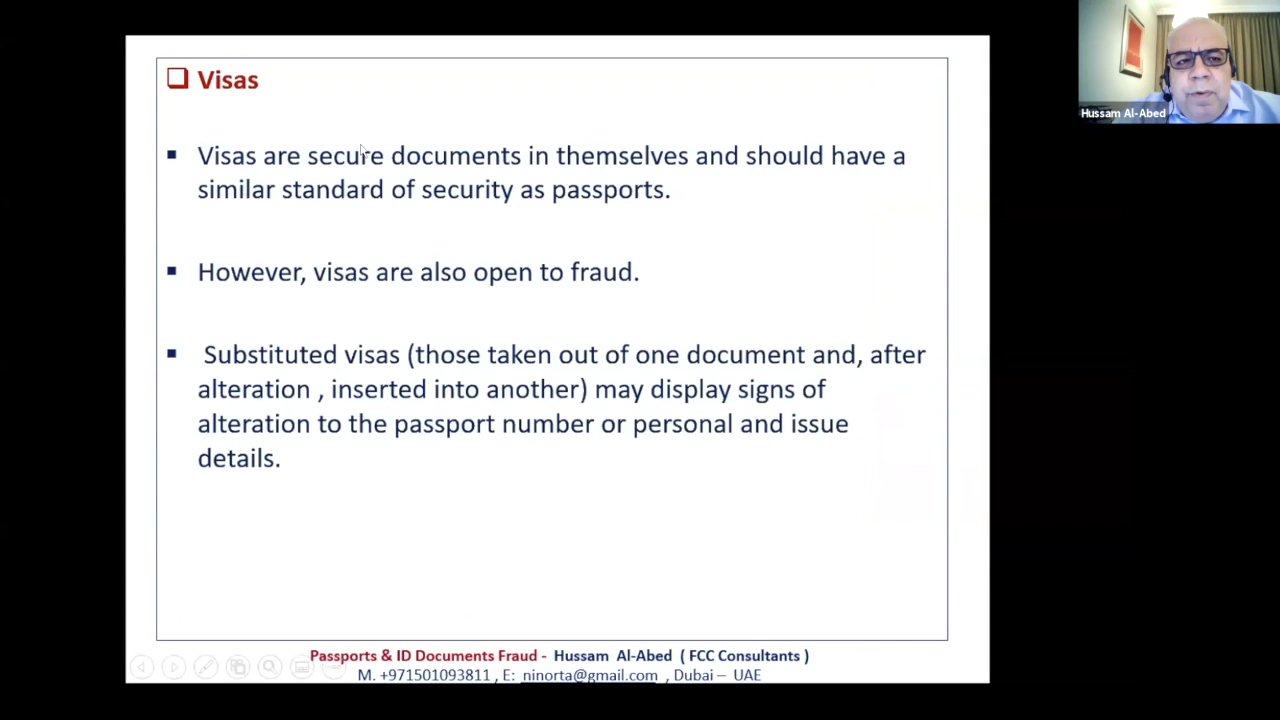 Visas
Visas are secure documents in themselves and should have a
similar standard of security as passports.
However, visas are also open to fraud.
Substituted visas (those taken out of one document and, after
alteration , inserted into another) may display signs of
alteration to the passport number or personal and issue
details.
Passports & ID Documents Fraud - Hussam Al-Abed ( FCC Consultants )
M. +971501093811 , E: ninorta@gmail.com , Dubai – UAE
Hussam Al-Abed